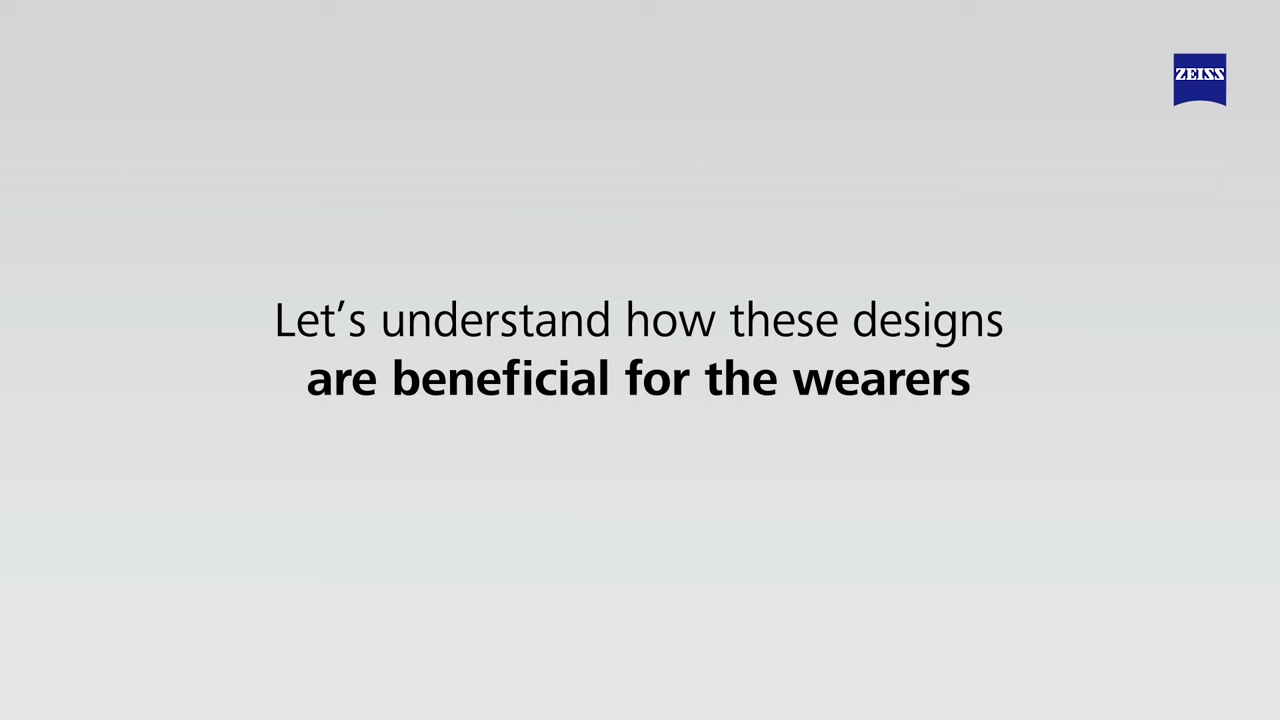 ZEISS
Let’s understand how these designs
are beneficial for the wearers